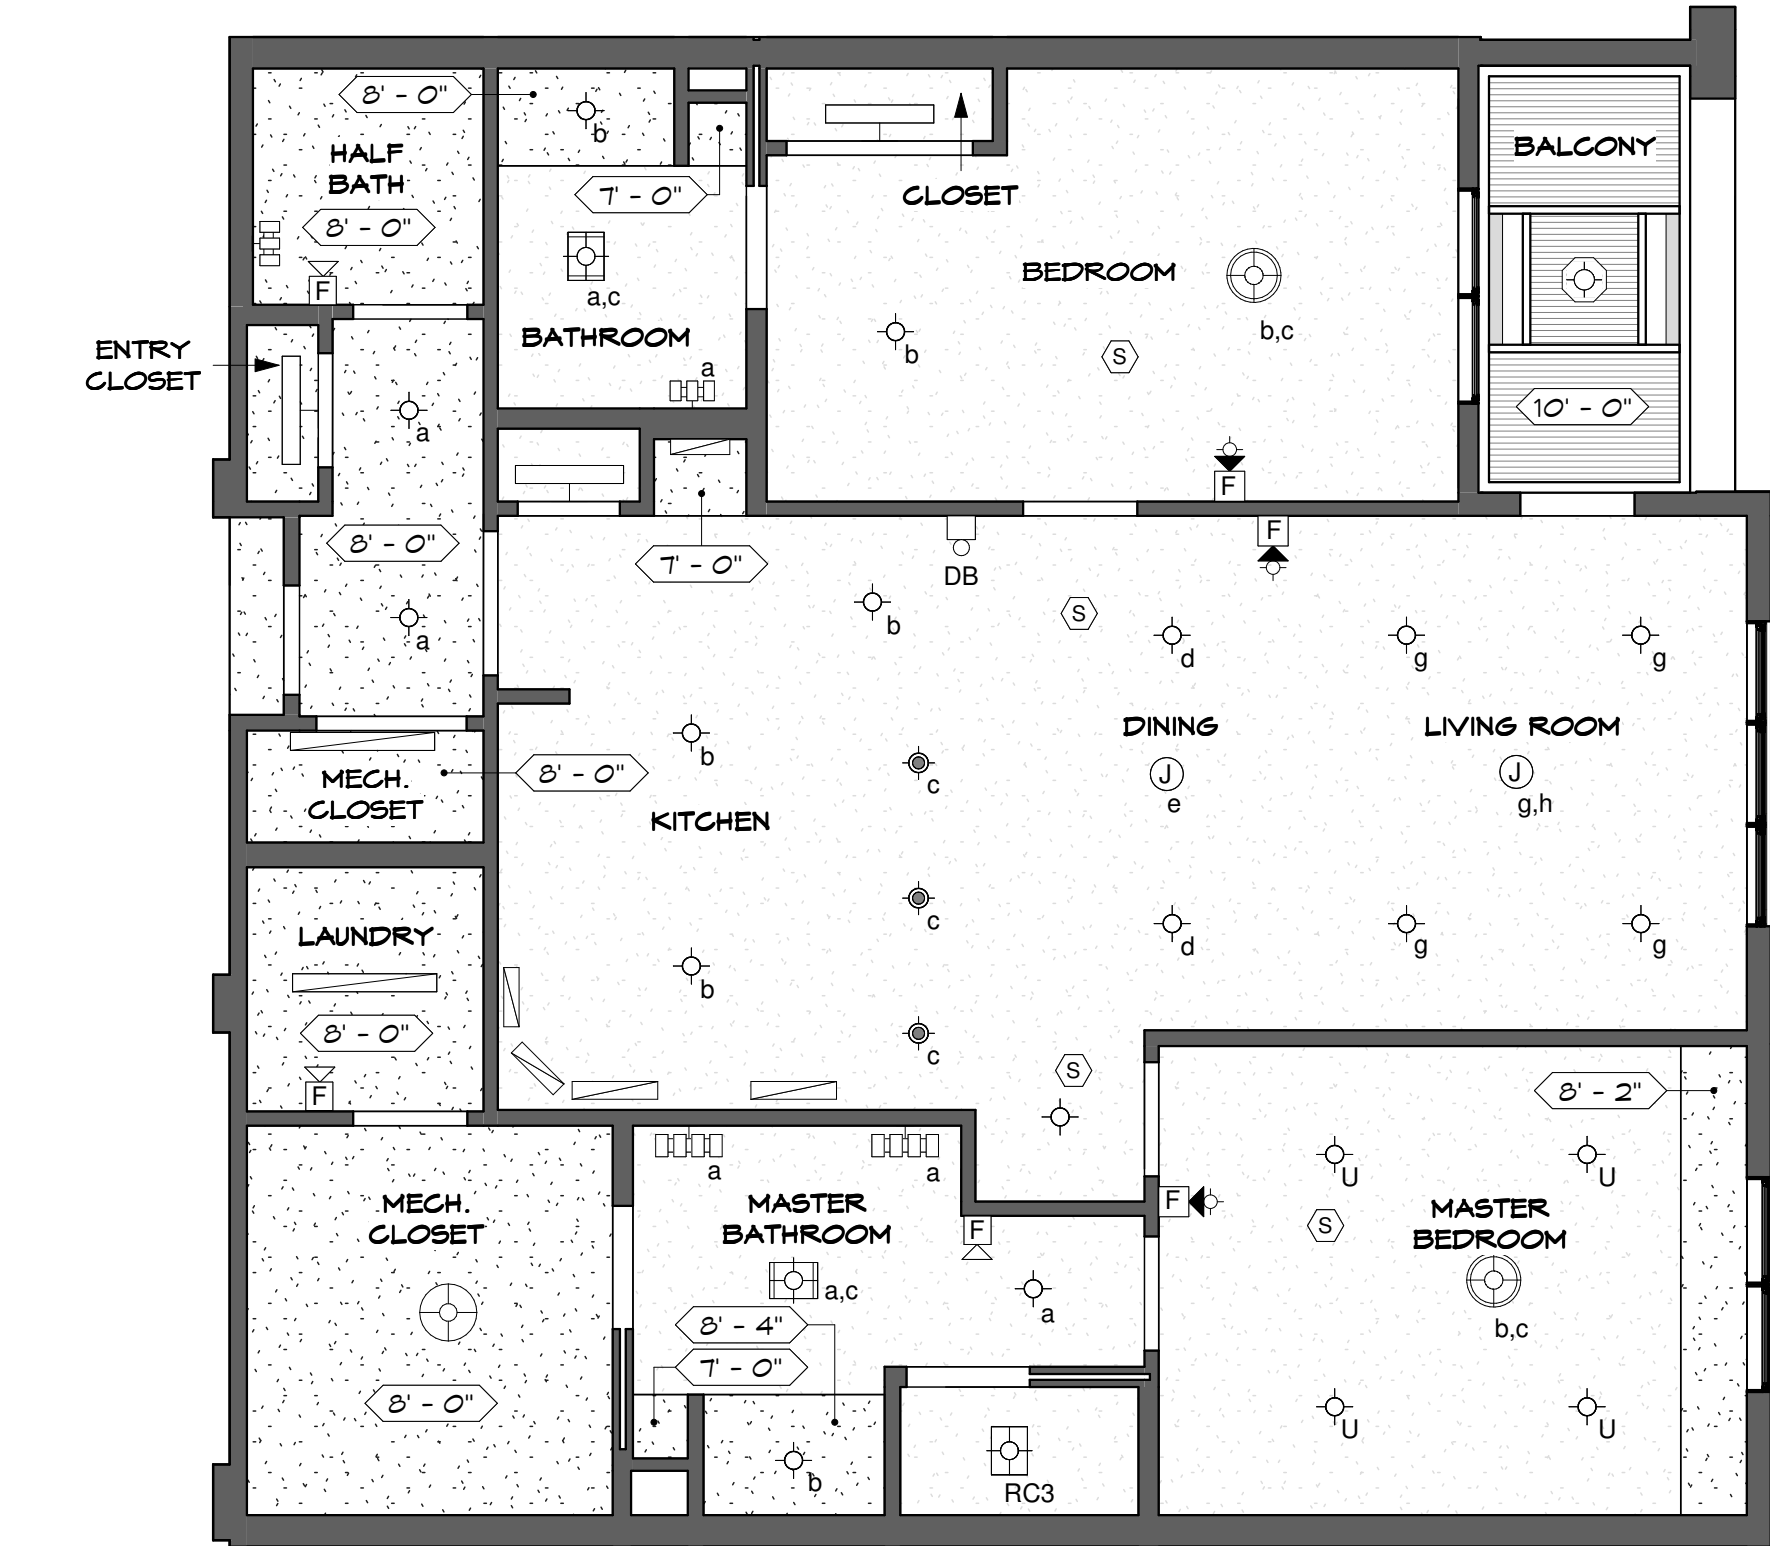 8' - 0"
b
HALF
BATH
8' - 0"
F
7' - 0"
a,c
BATHROOM
a
CLOSET
BEDROOM
b
S
b,c
F
BALCONY
10' - 0"
ENTRY
CLOSET
a
8' - 0"
a
7' - 0"
DB
F
b
S
d
g
g
b
c
DINING
J
e
LIVING ROOM
J
g,h
MECH.
CLOSET
8' - 0"
KITCHEN
c
d
g
g
LAUNDRY
8' - 0"
F
b
c
S
8' - 2"
a
a
MECH.
CLOSET
8' - 0"
MASTER
BATHROOM
F
a,c
a
8' - 4"
7' - 0"
b
RC3
F
U
U
S
MASTER
BEDROOM
b,c
U
U